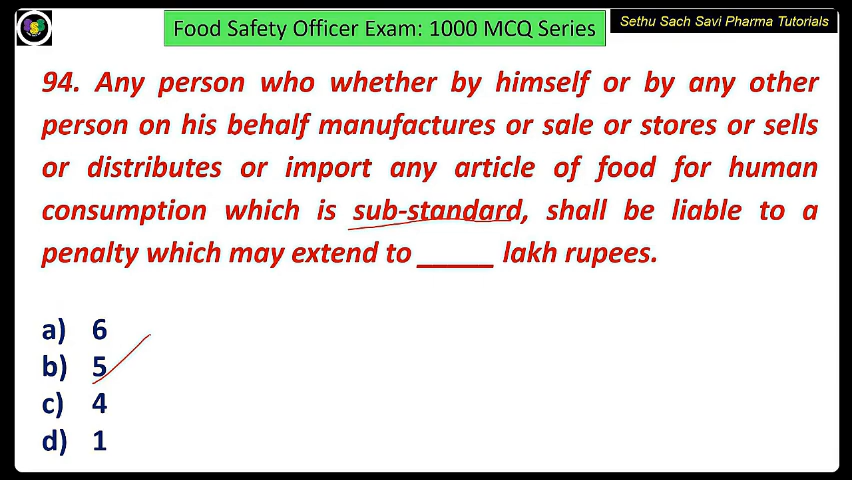 Food Safety Officer Exam: 1000 MCQ Series
Sethu Sach Savi Pharma Tutorials
94. Any person who whether by himself or by any other
person on his behalf manufactures or sale or stores or sells
or distributes or import any article of food for human
consumption which is sub-standard, shall be liable to a
penalty which may extend to _____ lakh rupees.
a) 6
b) 5
c) 4
d) 1